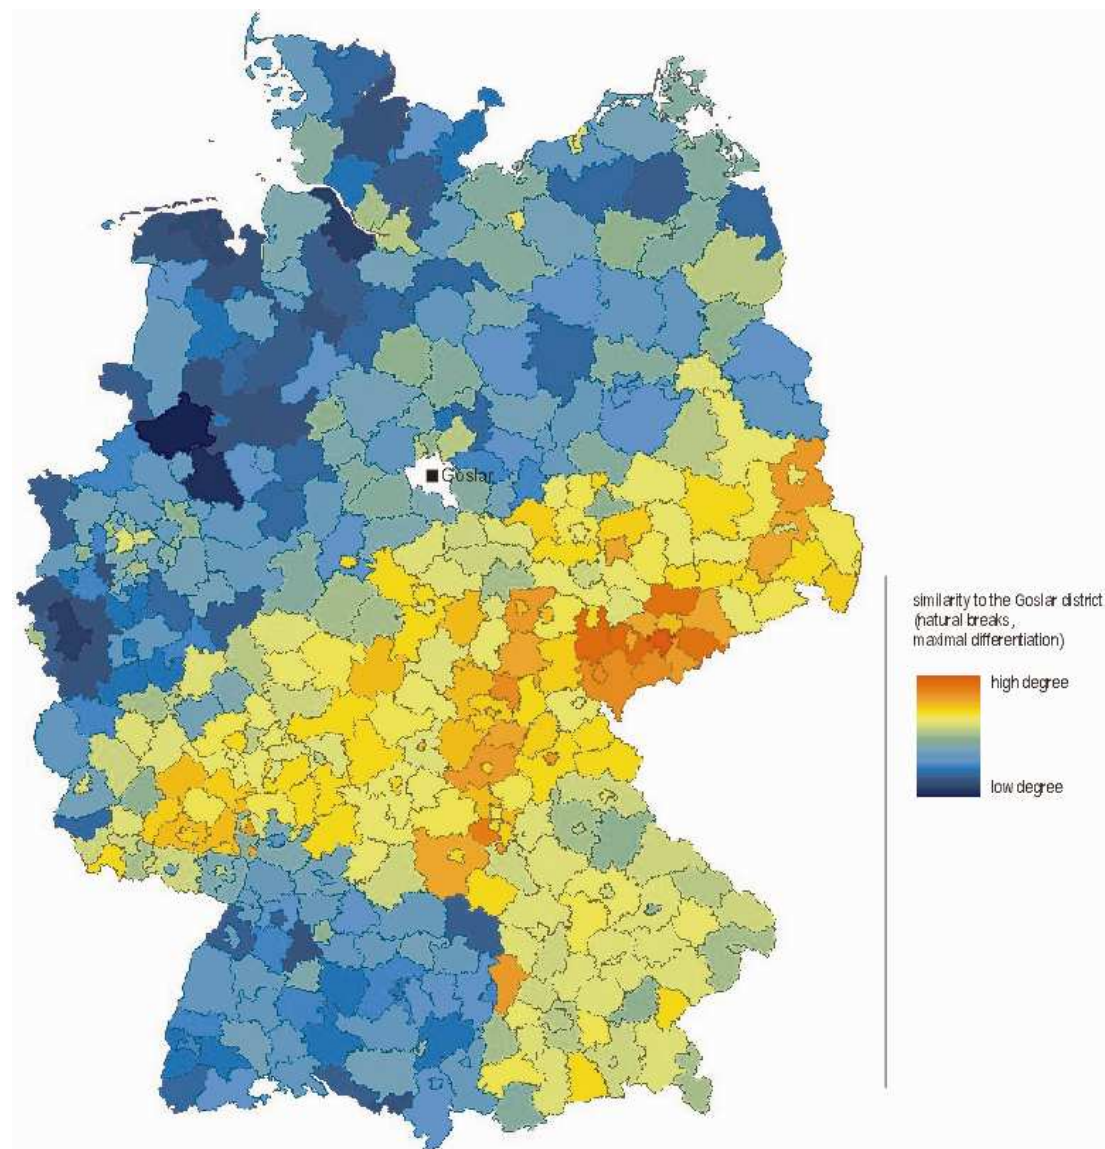 Goslar
similarity to the Goslar district
(natural breaks,
maximal differentiation)
high degree
low degree